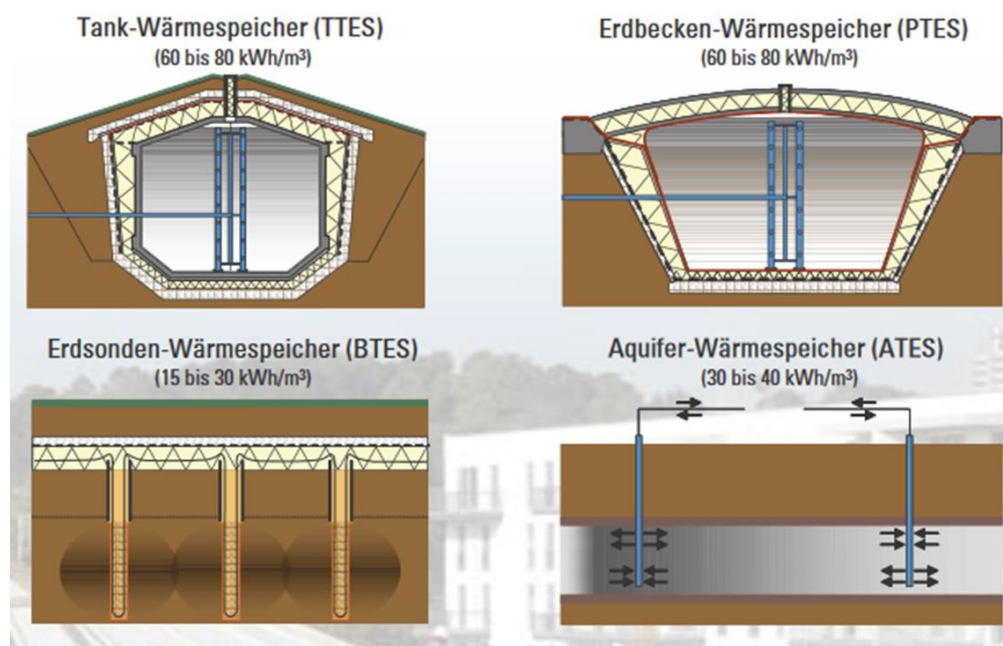 Tank-Wärmespeicher (TTES)
(60 bis 80 kWh/m³)
Erdbecken-Wärmespeicher (PTES)
(60 bis 80 kWh/m³)
Erdsonden-Wärmespeicher (BTES)
(15 bis 30 kWh/m³)
Aquifer-Wärmespeicher (ATES)
(30 bis 40 kWh/m³)